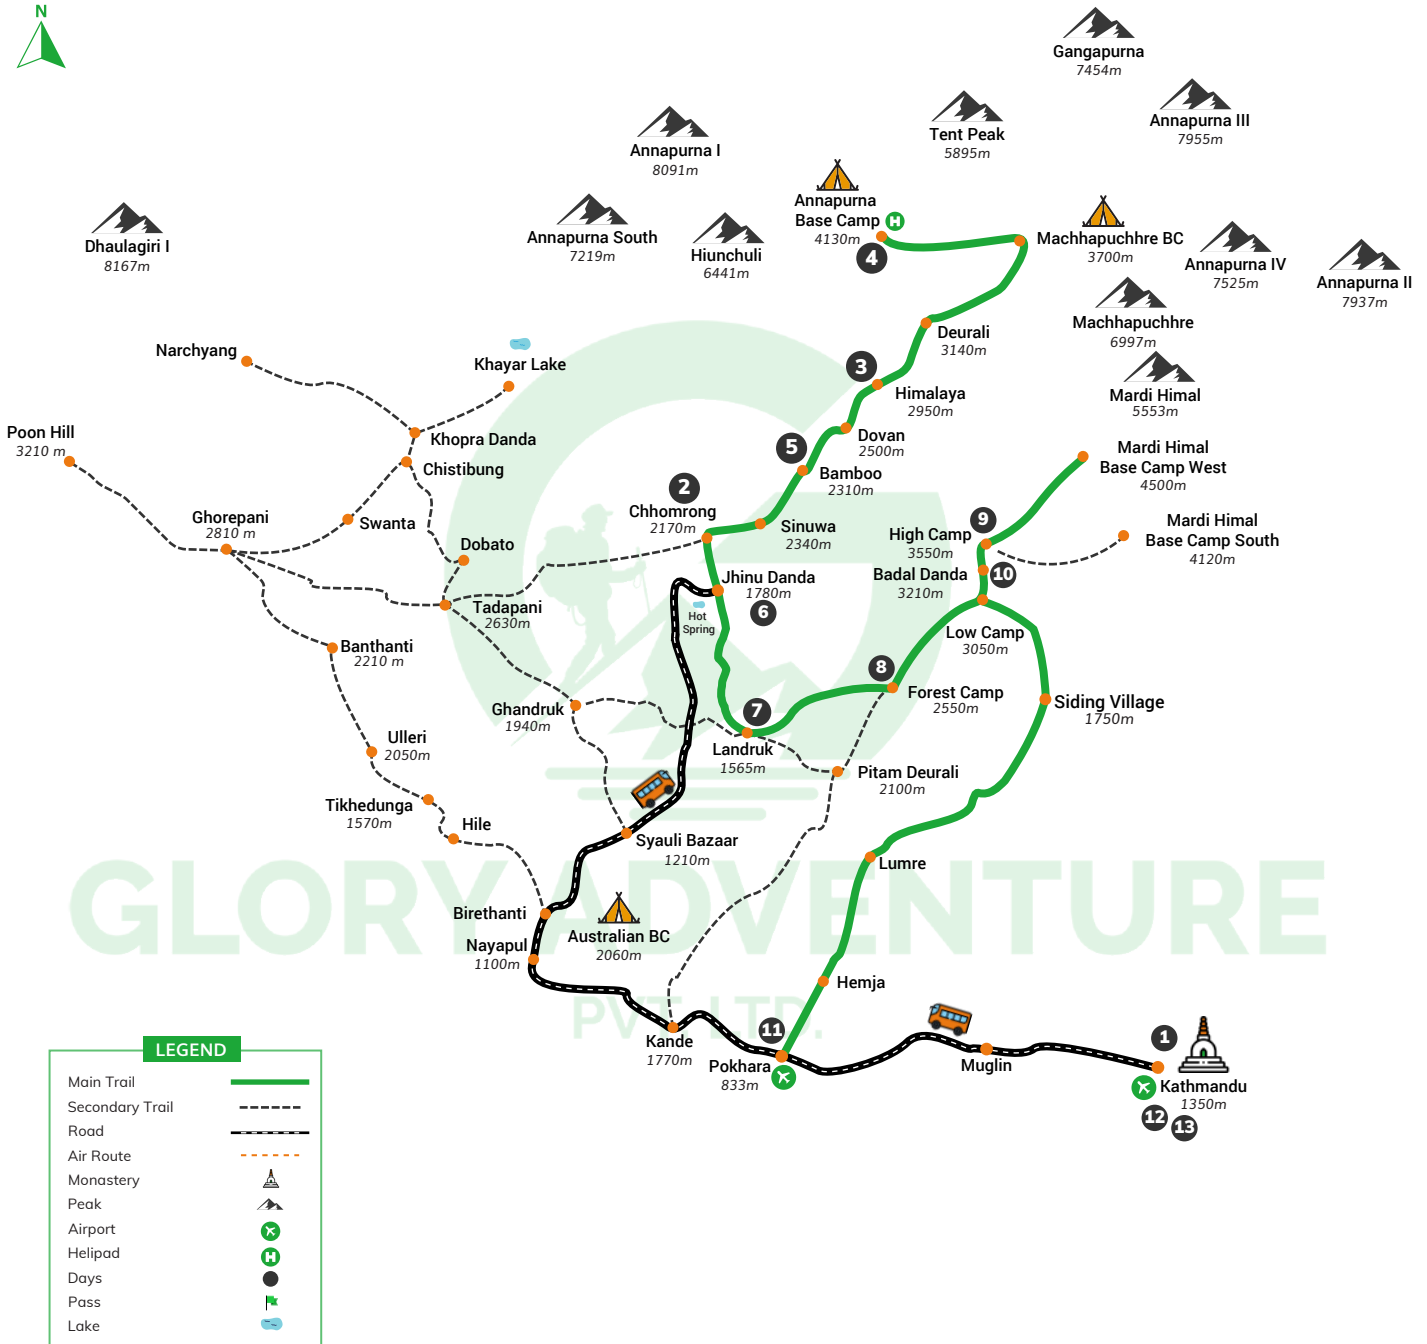 N
Gangapurna
7454m
Annapurna III
7955m
Tent Peak
5895m
Annapurna I
8091m
Annapurna
Base Camp
H
4130m
4
Dhaulagiri I
8167m
Annapurna South
7219m
Hiunchuli
6441m
Machhapuchhre BC
3700m
Annapurna IV
7525m
Annapurna II
7937m
Machhapuchhre
6997m
Deurali
3140m
Narchyang
Khayar Lake
3
Himalaya
2950m
Mardi Himal
5553m
Poon Hill
3210 m
Khopra Danda
Chistibung
Dovan
2500m
5
Bamboo
2310m
Mardi Himal
Base Camp West
4500m
2
Chhomrong
2170m
Ghorepani
2810 m
Swanta
Sinuwa
2340m
9
High Camp
3550m
Mardi Himal
Base Camp South
4120m
Dobato
Jhinu Danda
1780m
6
Hot
Spring
Badal Danda
3210m
10
Tadapani
2630m
Low Camp
3050m
Banthanti
2210 m
8
Forest Camp
2550m
Siding Village
1750m
Ghandruk
1940m
7
Landruk
1565m
Ulleri
2050m
Pitam Deurali
2100m
Tikhedunga
1570m
Hile
Syauli Bazaar
1210m
Lumre
GLORY ADVENTURE
PVT. LTD.
Birethanti
Nayapul
1100m
Australian BC
2060m
Hemja
Kande
1770m
11
Pokhara
833m
Muglin
1
Kathmandu
1350m
12
13
LEGEND
Main Trail
Secondary Trail
Road
Air Route
Monastery
Peak
Airport
Helipad
H
Days
Pass
Lake